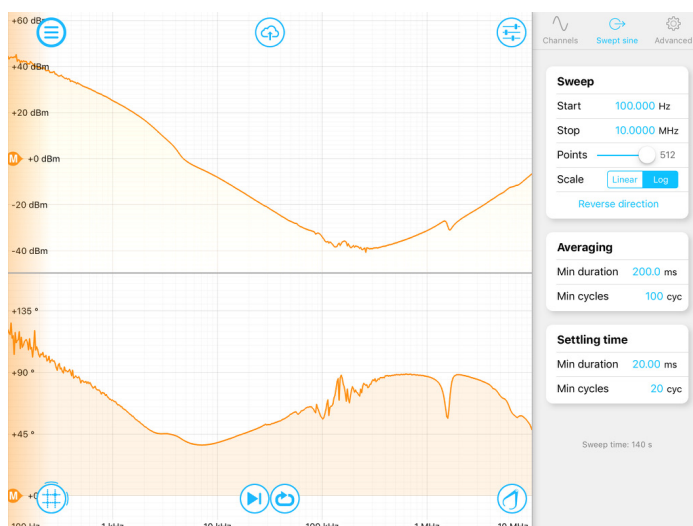 +60 dBm
+40 dBm
+20 dBm
M +0 dBm
-20 dBm
-40 dBm
+135 °
+90 °
+45 °
M
100 Hz 1 kHz 10 kHz 100 kHz 1 MHz 10 MHz
Channels Swept sine Advanced
Sweep
Start 100.000 Hz
Stop 10.0000 MHz
Points 512
Scale Linear Log
Reverse direction
Averaging
Min duration 200.0 ms
Min cycles 100 cyc
Settling time
Min duration 20.00 ms
Min cycles 20 cyc
Sweep time: 140 s